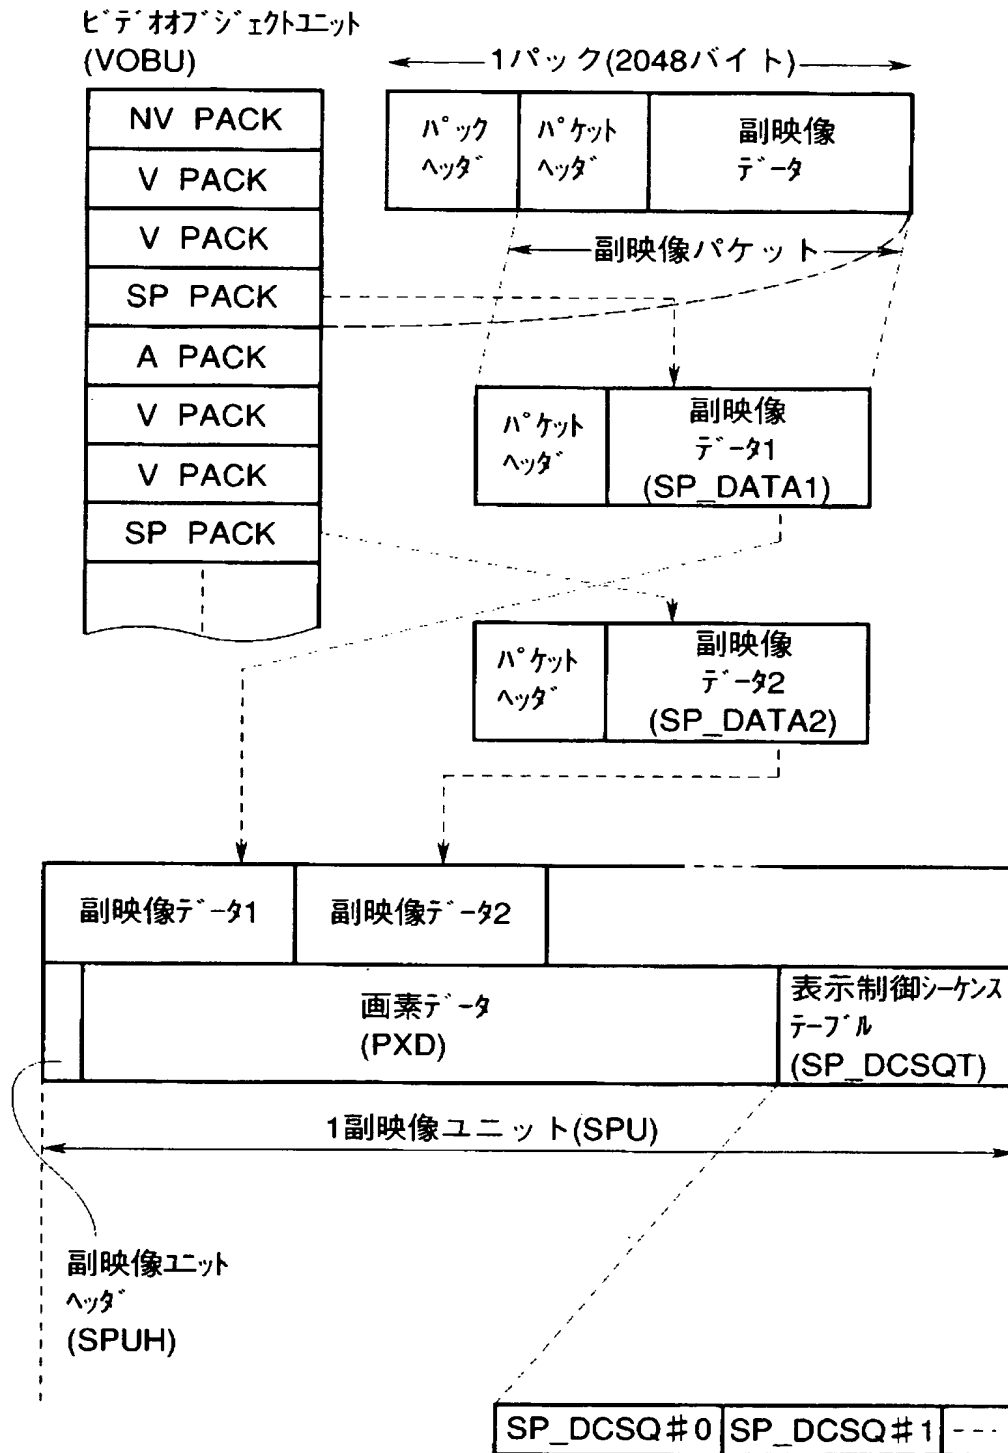 ビデオオブジェクトユニット
(VOBU)
1パック(2048バイト)
NV PACK
V PACK
V PACK
SP PACK
A PACK
V PACK
V PACK
SP PACK
パック
ヘッダ
パケット
ヘッダ
副映像
データ
副映像パケット
パケット
ヘッダ
副映像
データ1
(SP_DATA1)
パケット
ヘッダ
副映像
データ2
(SP_DATA2)
副映像データ1
副映像データ2
画素データ
(PXD)
表示制御シーケンス
テーブル
(SP_DCSQT)
1副映像ユニット(SPU)
副映像ユニット
ヘッダ
(SPUH)
SP_DCSQ#0
SP_DCSQ#1